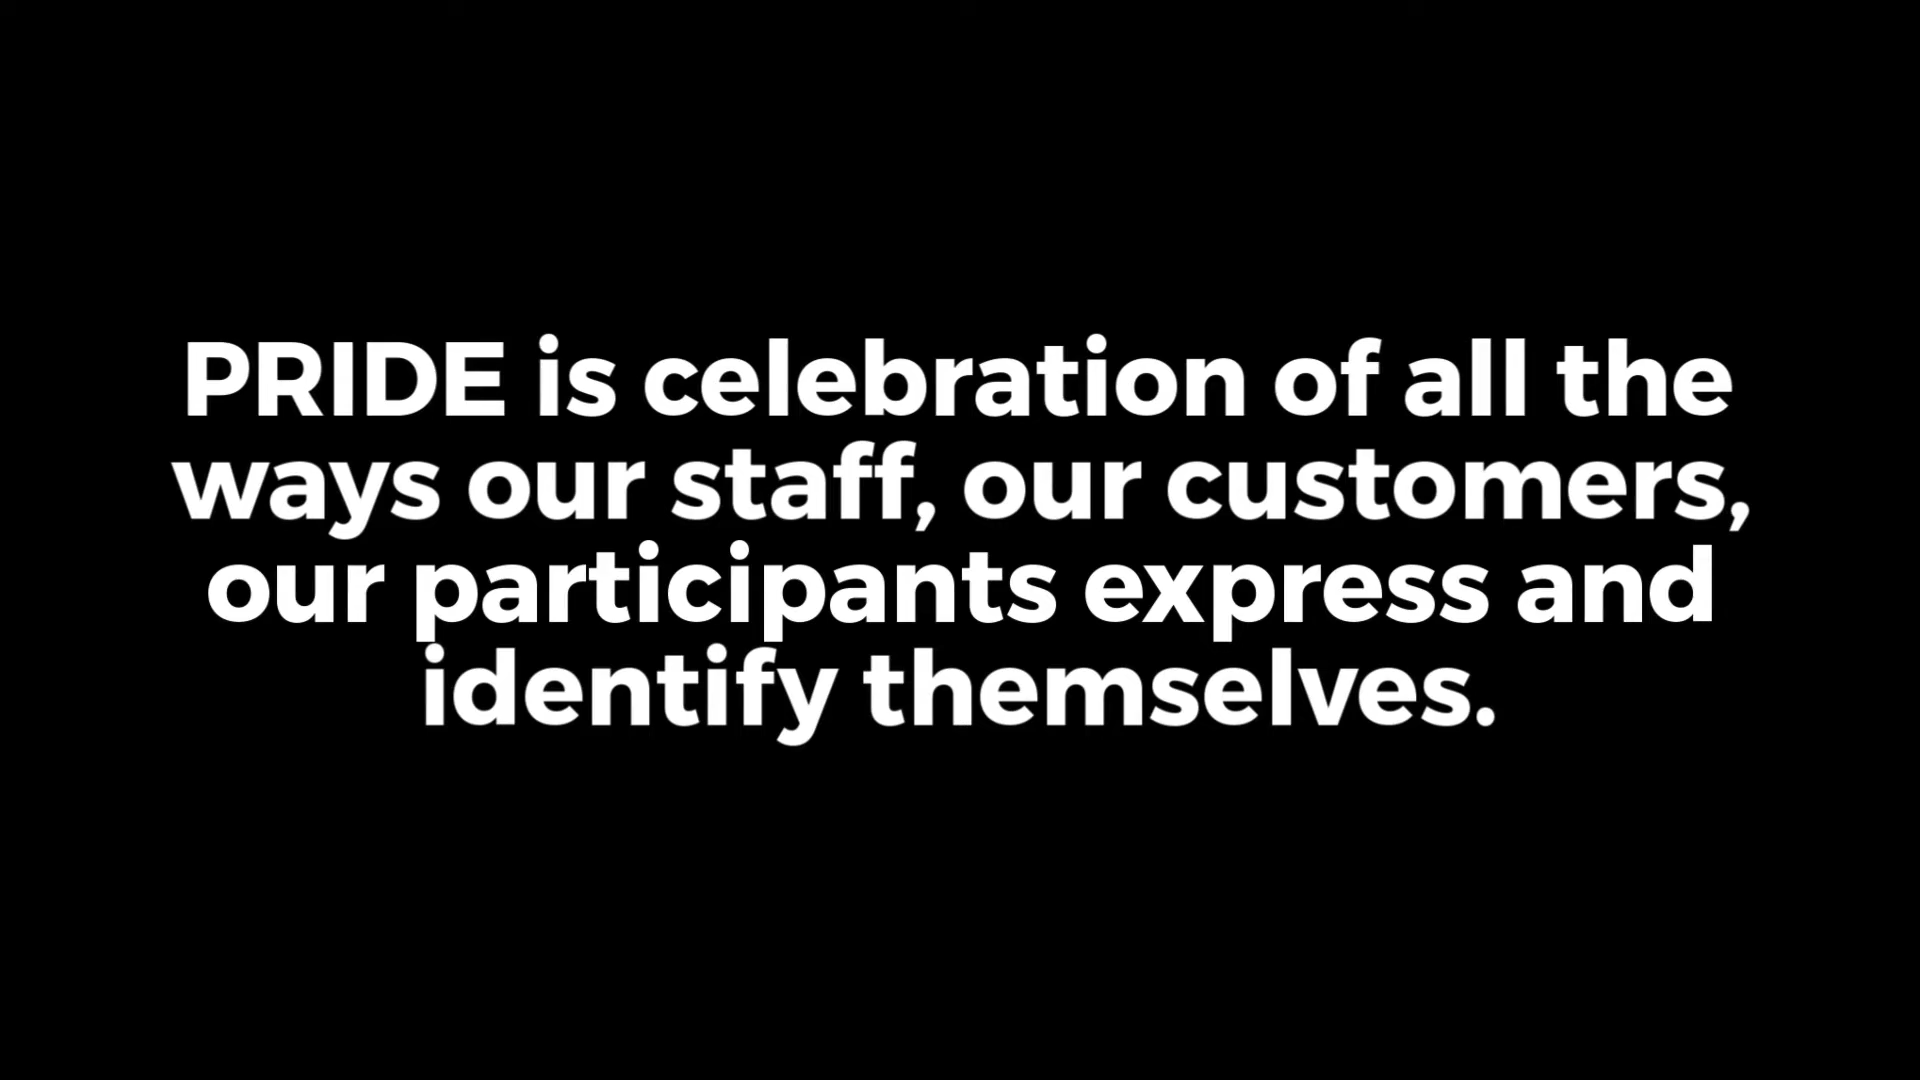 PRIDE is celebration of all the
ways our staff, our customers,
our participants express and
identify themselves.